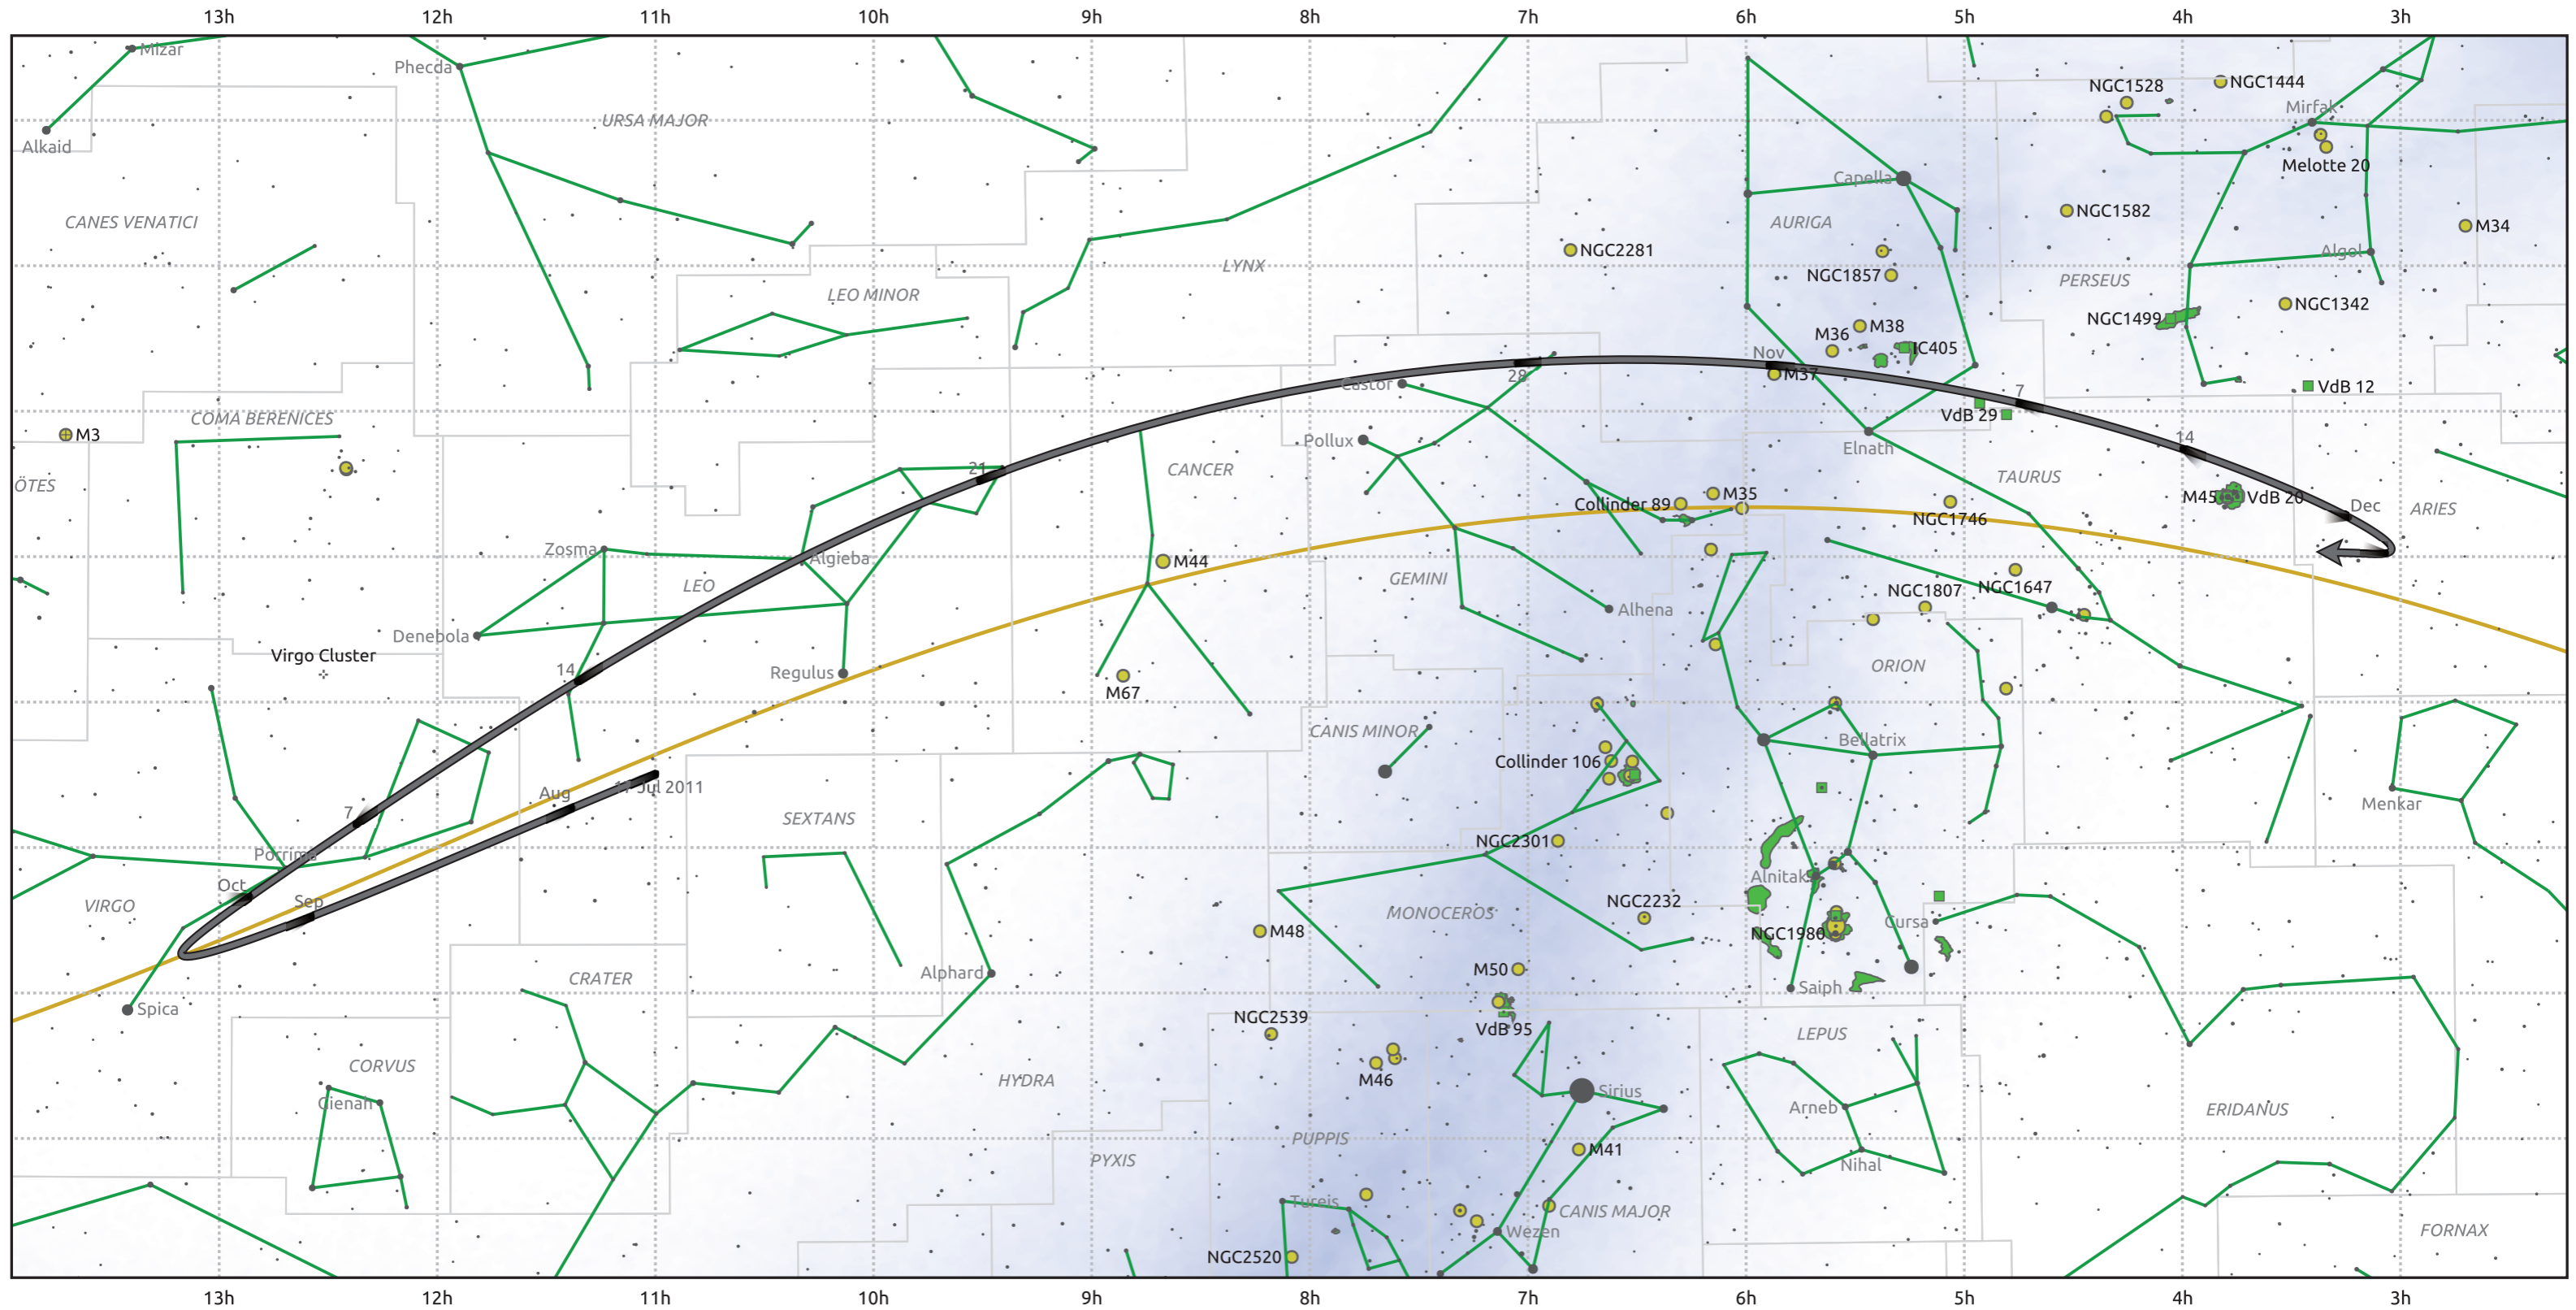 13h 12h 11h 10h 9h 8h 7h 6h 5h 4h 3h
Mizar
Phecda
NGC1528
NGC1444
Mirfak
URSA MAJOR
Alkaid
Melotte 20
Capella
CANES VENATICI
AURIGA
NGC1582
M34
NGC2281
Algol
LYNX
NGC1857
PERSEUS
LEO MINOR
NGC1342
NGC1499
M38
M36
IC405
Nov
28
M37
Castor
VdB 12
7
COMA BERENICES
VdB 29
M3
Pollux
Elnath
14
21
CANCER
TAURUS
ÖTES
M35
Collinder 89
M45
VdB 20
Dec
ARIES
NGC1746
Zosma
Algieba
M44
LEO
GEMINI
NGC1807
NGC1647
Alhena
Denebola
Virgo Cluster
14
Regulus
ORION
M67
CANIS MINOR
Bellatrix
Collinder 106
17 Jul 2011
Aug
Menkar
7
SEXTANS
NGC2301
Porrima
Alnitak
Oct
Sep
VIRGO
NGC2232
MONOCEROS
Cursa
M48
NGC1980
M50
Alphard
CRATER
Saiph
Spica
NGC2539
VdB 95
LEPUS
CORVUS
M46
HYDRA
Sirius
Gienah
Arneb
ERIDANUS
PUPPIS
M41
PYXIS
Nihal
Tureis
CANIS MAJOR
Wezen
FORNAX
NGC2520
13h 12h 11h 10h 9h 8h 7h 6h 5h 4h 3h